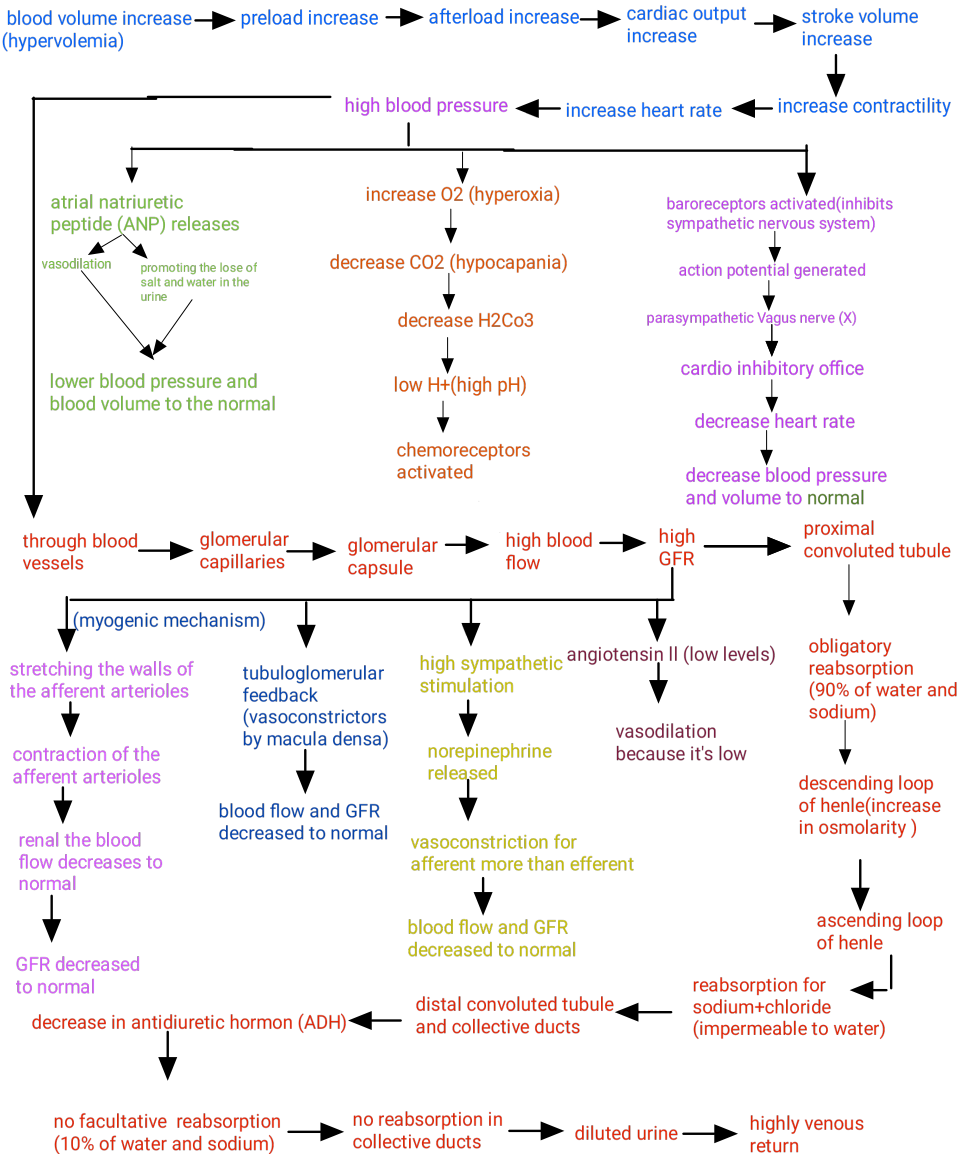 blood volume increase
(hypervolemia)
preload increase
afterload increase
cardiac output
increase
stroke volume
increase
high blood pressure
increase heart rate
increase contractility
atrial natriuretic
peptide (ANP) releases
vasodilation
promoting the lose of
salt and water in the
urine
lower blood pressure and
blood volume to the normal
increase O2 (hyperoxia)
decrease CO2 (hypocapania)
decrease H2Co3
low H+(high pH)
chemoreceptors
activated
baroreceptors activated(inhibits
sympathetic nervous system)
action potential generated
parasympathetic Vagus nerve (X)
cardio inhibitory office
decrease heart rate
decrease blood pressure
and volume to normal
through blood
vessels
glomerular
capillaries
glomerular
capsule
high blood
flow
high
GFR
proximal
convoluted tubule
(myogenic mechanism)
stretching the walls of
the afferent arterioles
contraction of the
afferent arterioles
renal the blood
flow decreases to
normal
GFR decreased
to normal
tubuloglomerular
feedback
(vasoconstrictors
by macula densa)
blood flow and GFR
decreased to normal
high sympathetic
stimulation
norepinephrine
released
vasoconstriction for
afferent more than efferent
blood flow and GFR
decreased to normal
angiotensin II (low levels)
vasodilation
because it's low
obligatory
reabsorption
(90% of water and
sodium)
descending loop
of henle(increase
in osmolarity )
ascending loop
of henle
reabsorption for
sodium+chloride
(impermeable to water)
distal convoluted tubule
and collective ducts
decrease in antidiuretic hormon (ADH)
no facultative reabsorption
(10% of water and sodium)
no reabsorption in
collective ducts
diluted urine
highly venous
return